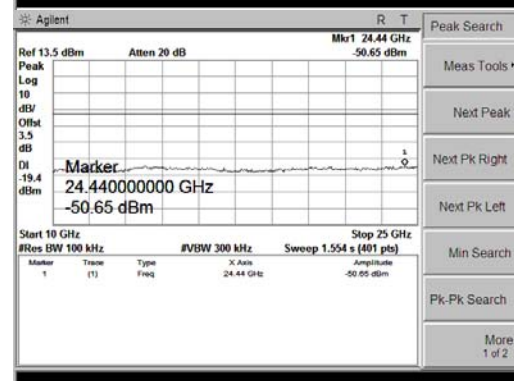 Agilent R T
Mkr1 24.44 GHz
Ref 13.5 dBm Atten 20 dB -50.65 dBm
Peak
Log
10
dB/
Offst
3.5
dB
DI
-19.4
dBm
1
Marker
24.440000000 GHz
-50.65 dBm
Start 10 GHz Stop 25 GHz
#Res BW 100 kHz #VBW 300 kHz Sweep 1.554 s (401 pts)
Marker Trace Type X Axis Amplitude
1 (1) Freq 24.44 GHz -50.65 dBm
Peak Search
Meas Tools
Next Peak
Next Pk Right
Next Pk Left
Min Search
Pk-Pk Search
More
1 of 2